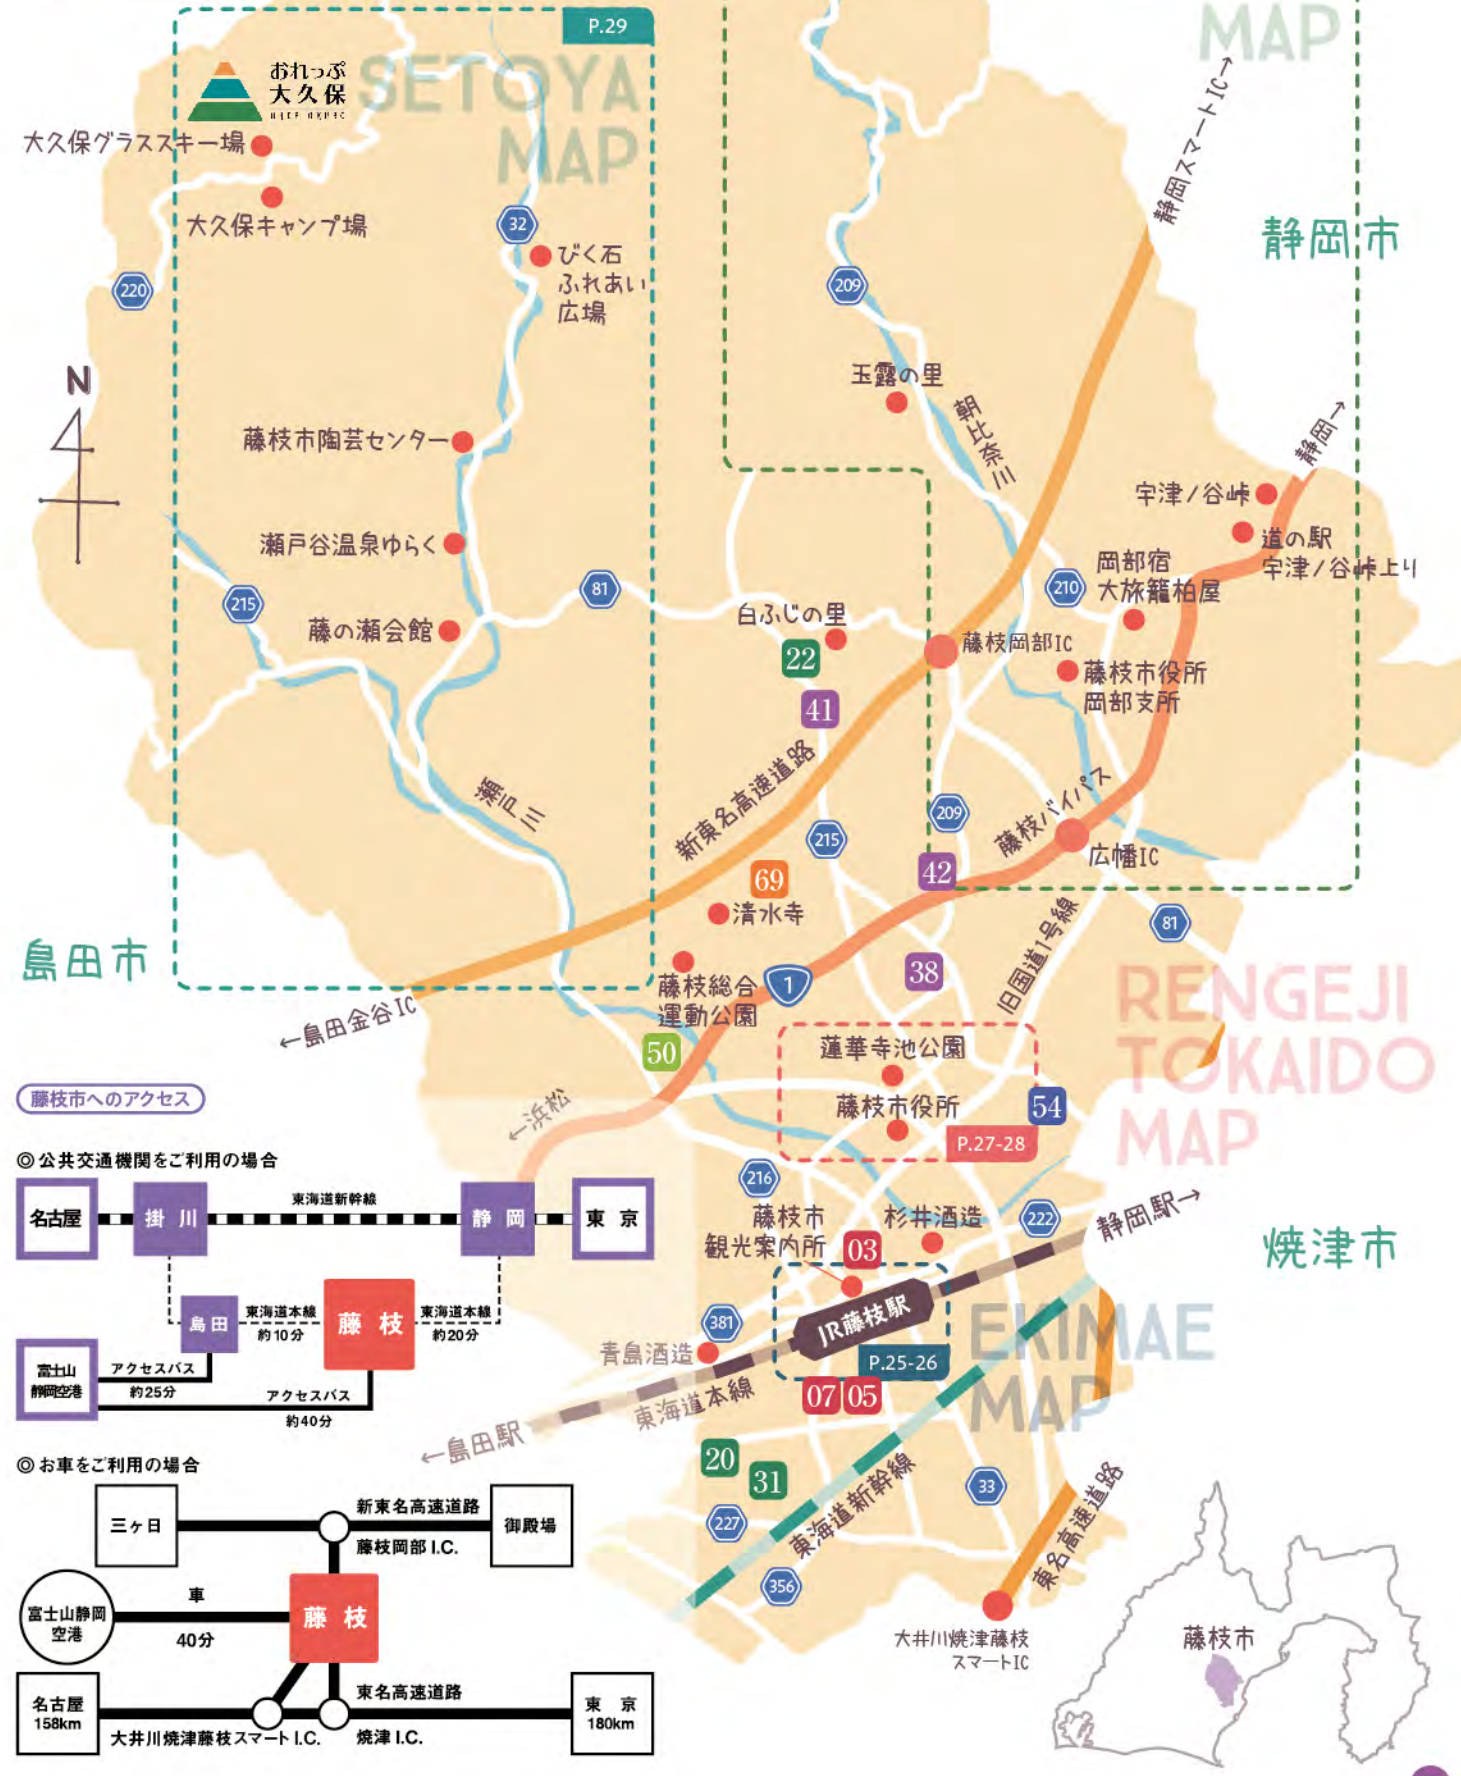 P.29
MAP
おれっぷ
大久保
SETOYA
MAP
大久保グラススキー場
大久保キャンプ場
32
びく石
ふれあい
広場
220
静岡スマートIC→
静岡市
209
玉露の里
朝比奈川
N
藤枝市陶芸センター
静岡→
宇津ノ谷峠
道の駅
宇津ノ谷峠上り
瀬戸谷温泉ゆらく
岡部宿
大旅籠柏屋
210
215
81
藤の瀬会館
白ふじの里
22
藤枝岡部IC
藤枝市役所
岡部支所
41
新東名高速道路
瀬戸川
215
209
藤枝バイパス
広幡IC
42
69
清水寺
81
島田市
藤枝総合
運動公園
1
38
旧国道1号線
←島田金谷IC
RENGEJI
TOKAIDO
MAP
50
蓮華寺池公園
藤枝市役所
54
P.27-28
←浜松
藤枝市へのアクセス
◎公共交通機関をご利用の場合
名古屋
掛川
東海道新幹線
静岡
東京
島田
東海道本線
約10分
藤枝
東海道本線
約20分
富士山
静岡空港
アクセスバス
約25分
アクセスバス
約40分
216
藤枝市
観光案内所
杉井酒造
222
静岡駅→
03
焼津市
JR藤枝駅
381
青島酒造
P.25-26
EKIMAE
MAP
07
05
東海道本線
←島田駅
20
31
東海道新幹線
33
227
356
東名高速道路
大井川焼津藤枝
スマートIC
◎お車をご利用の場合
三ヶ日
新東名高速道路
藤枝岡部 I.C.
御殿場
富士山静岡
空港
車
40分
藤枝
名古屋
158km
東名高速道路
大井川焼津藤枝スマートI.C.
焼津 I.C.
東京
180km
藤枝市